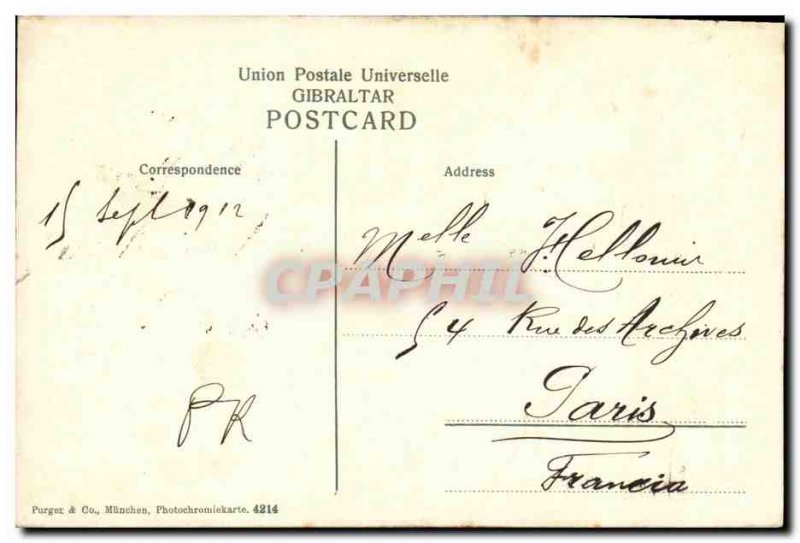 Union Postale Universelle
GIBRALTAR
POSTCARD
Correspondence
15 Sept 1912
PR
Address
Melle
54 Rue des Archives
Paris
Francia
CPAPHIL
Purger & Co., München, Photochromiekarte. 4214